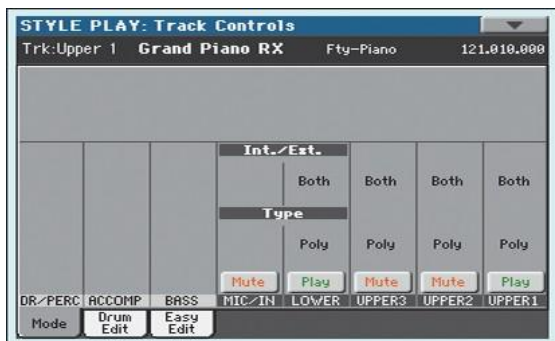 STYLE PLAY: Track Controls
Trk:Upper 1 Grand Piano RX Fty-Piano 121.010.000
Int./Ext.
Both Both Both Both
Type
Poly Poly Poly Poly
Mute Play Mute Mute Play
DR/PERC ACCOMP BASS MIC/IN LOWER UPPER3 UPPER2 UPPER1
Mode Drum Edit Easy Edit